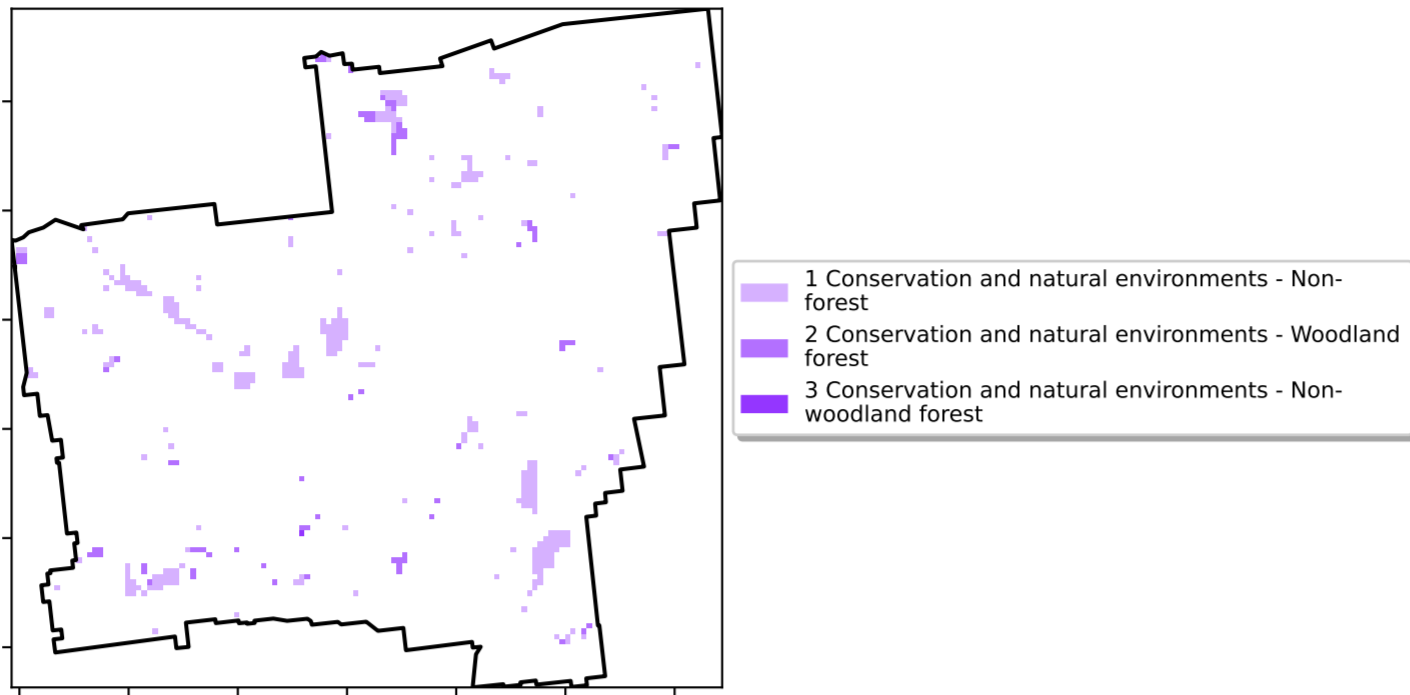 1 Conservation and natural environments - Non-
forest
2 Conservation and natural environments - Woodland
forest
3 Conservation and natural environments - Non-
woodland forest